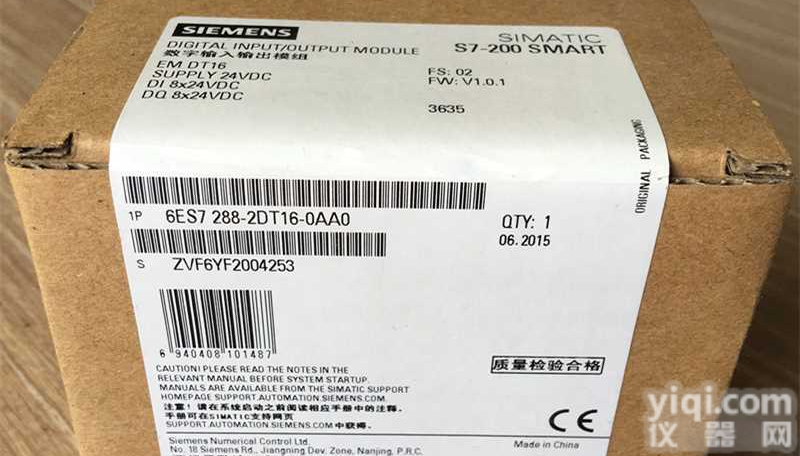 SIEMENS
DIGITAL INPUT/OUTPUT MODULE
数字输入输出模组
EM DT16
SUPPLY 24VDC
DI 8x24VDC
DQ 8x24VDC
SIMATIC
S7-200 SMART
FS: 02
FW: V1.0.1
3635
ORIGINAL PACKAGING
1P 6ES7 288-2DT16-0AA0
QTY: 1
06.2015
S ZVF6YF2004253
6 940408 101487
质量检验合格
CAUTION! PLEASE READ THE NOTES IN THE
RELEVANT MANUAL BEFORE SYSTEM STARTUP.
MANUALS ARE AVAILABLE FROM THE SIMATIC SUPPORT
HOMEPAGE SUPPORT.AUTOMATION.SIEMENS.COM
注意! 请在系统启动之前阅读相应手册中的注释。
手册可在SIMATIC支持网页
SUPPORT.AUTOMATION.SIEMENS.COM 中获得。
CE
Siemens Numerical Control Ltd.
No. 18 Siemens Rd., Jiangning Dev. Zone, Nanjing, P.R.C.
Made in China
yiqi.com
仪器网